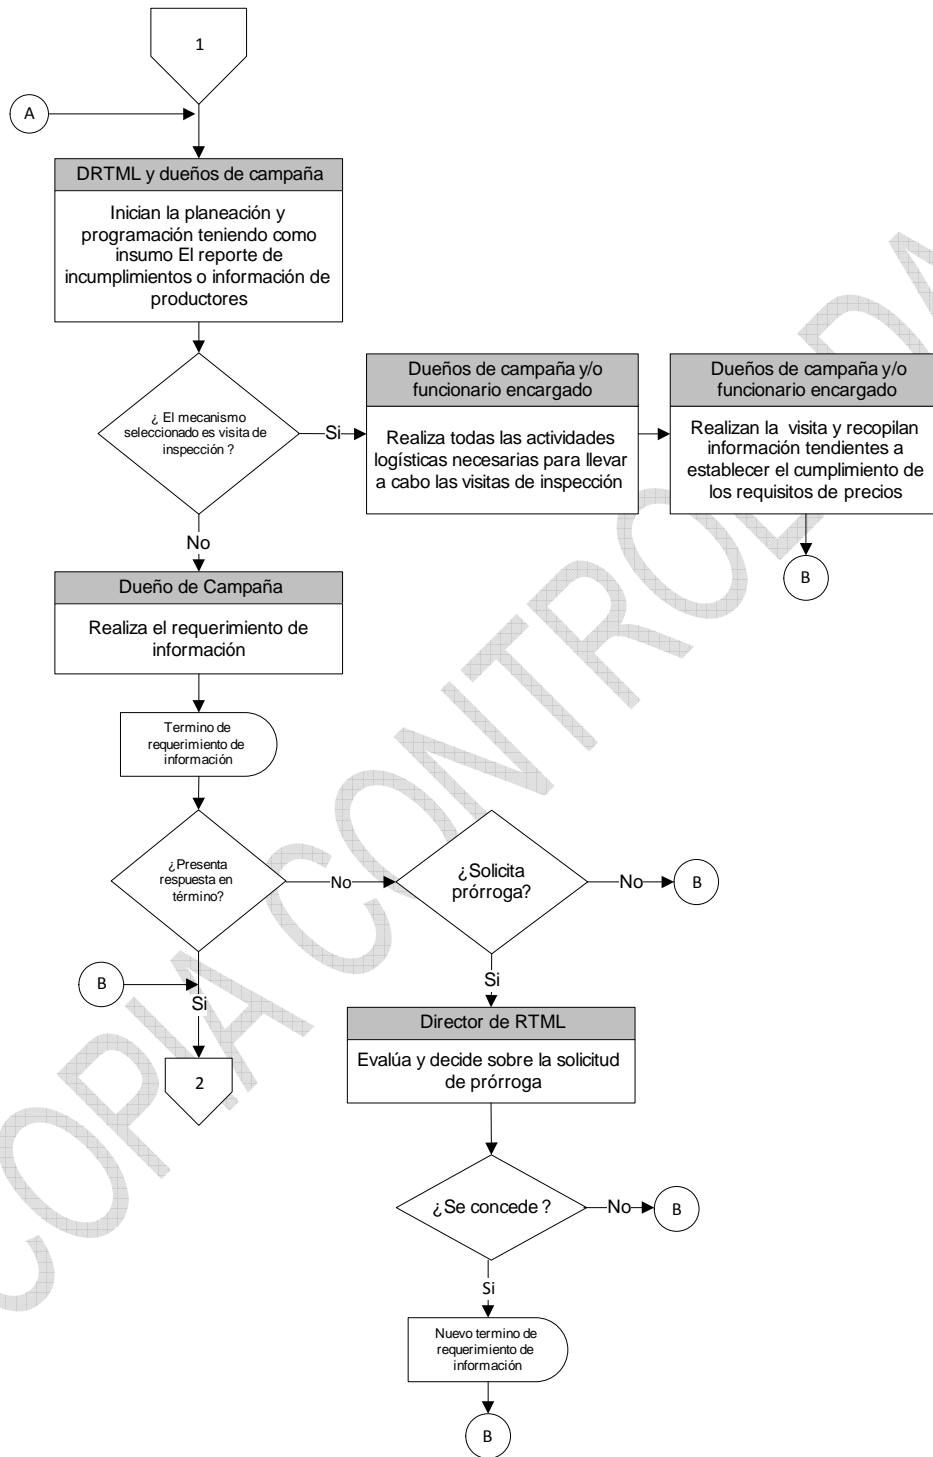 1
A
DRTML y dueños de campaña
Inician la planeación y
programación teniendo como
insumo El reporte de
incumplimientos o información de
productores
¿ El mecanismo
seleccionado es visita de
inspección ?
Si
Dueños de campaña y/o
funcionario encargado
Realiza todas las actividades
logísticas necesarias para llevar
a cabo las visitas de inspección
Dueños de campaña y/o
funcionario encargado
Realizan la visita y recopilan
información tendientes a
establecer el cumplimiento de
los requisitos de precios
B
No
Dueño de Campaña
Realiza el requerimiento de
información
Termino de
requerimiento de
información
¿Presenta
respuesta en
término?
No
¿Solicita
prórroga?
No
B
B
Si
2
Si
Director de RTML
Evalúa y decide sobre la solicitud
de prórroga
¿Se concede ?
No
B
Si
Nuevo termino de
requerimiento de
información
B
COPIA CONTROLADA